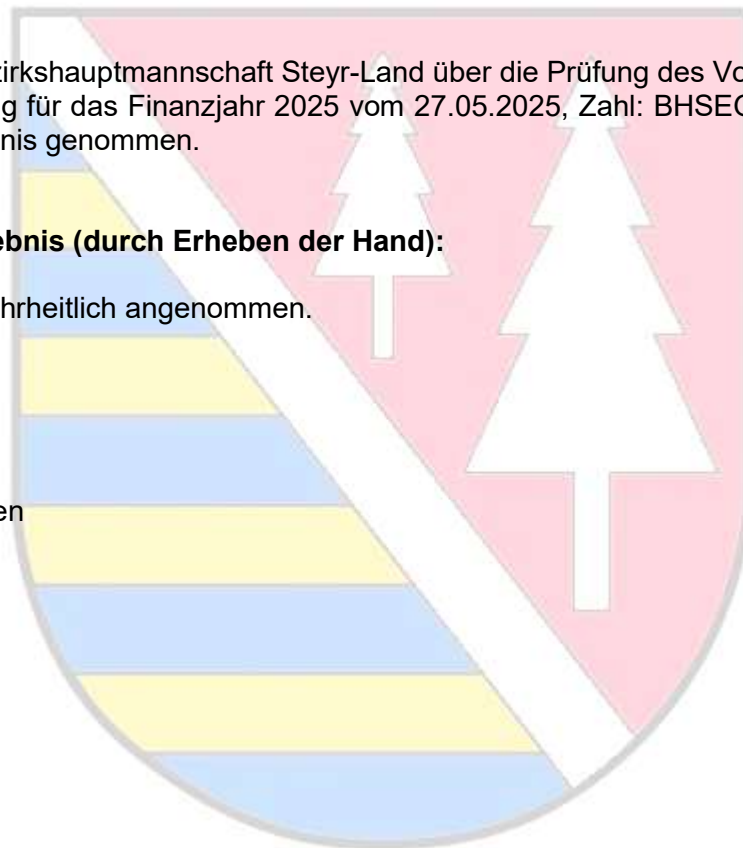 zirkshauptmannschaft Steyr-Land über die Prüfung des Vo
g für das Finanzjahr 2025 vom 27.05.2025, Zahl: BHSE
nis genommen.
ebnis (durch Erheben der Hand):
hrheitlich angenommen.
en